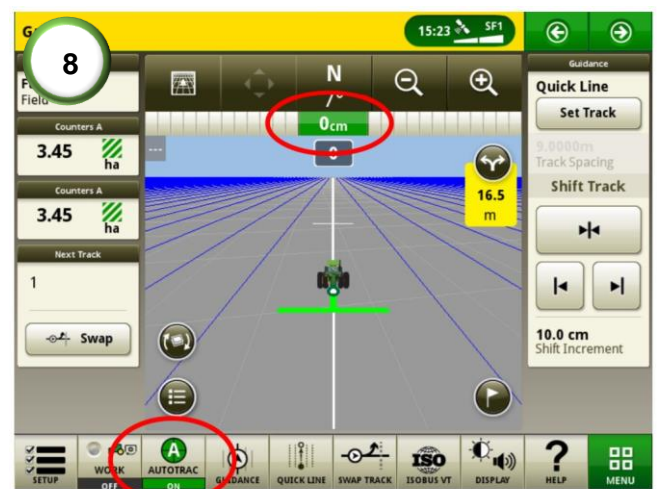 8
15:23 SF1
Field
Counters A
3.45 ha
Counters A
3.45 ha
Next Track
1
Swap
N
0cm
---
0
16.5
m
Guidance
Quick Line
Set Track
9.0000m
Track Spacing
Shift Track
10.0 cm
Shift Increment
SETUP
WORK
OFF
A
AUTOTRAC
ON
GUIDANCE
QUICK LINE
SWAP TRACK
ISO
ISOBUS VT
DISPLAY
?
HELP
MENU